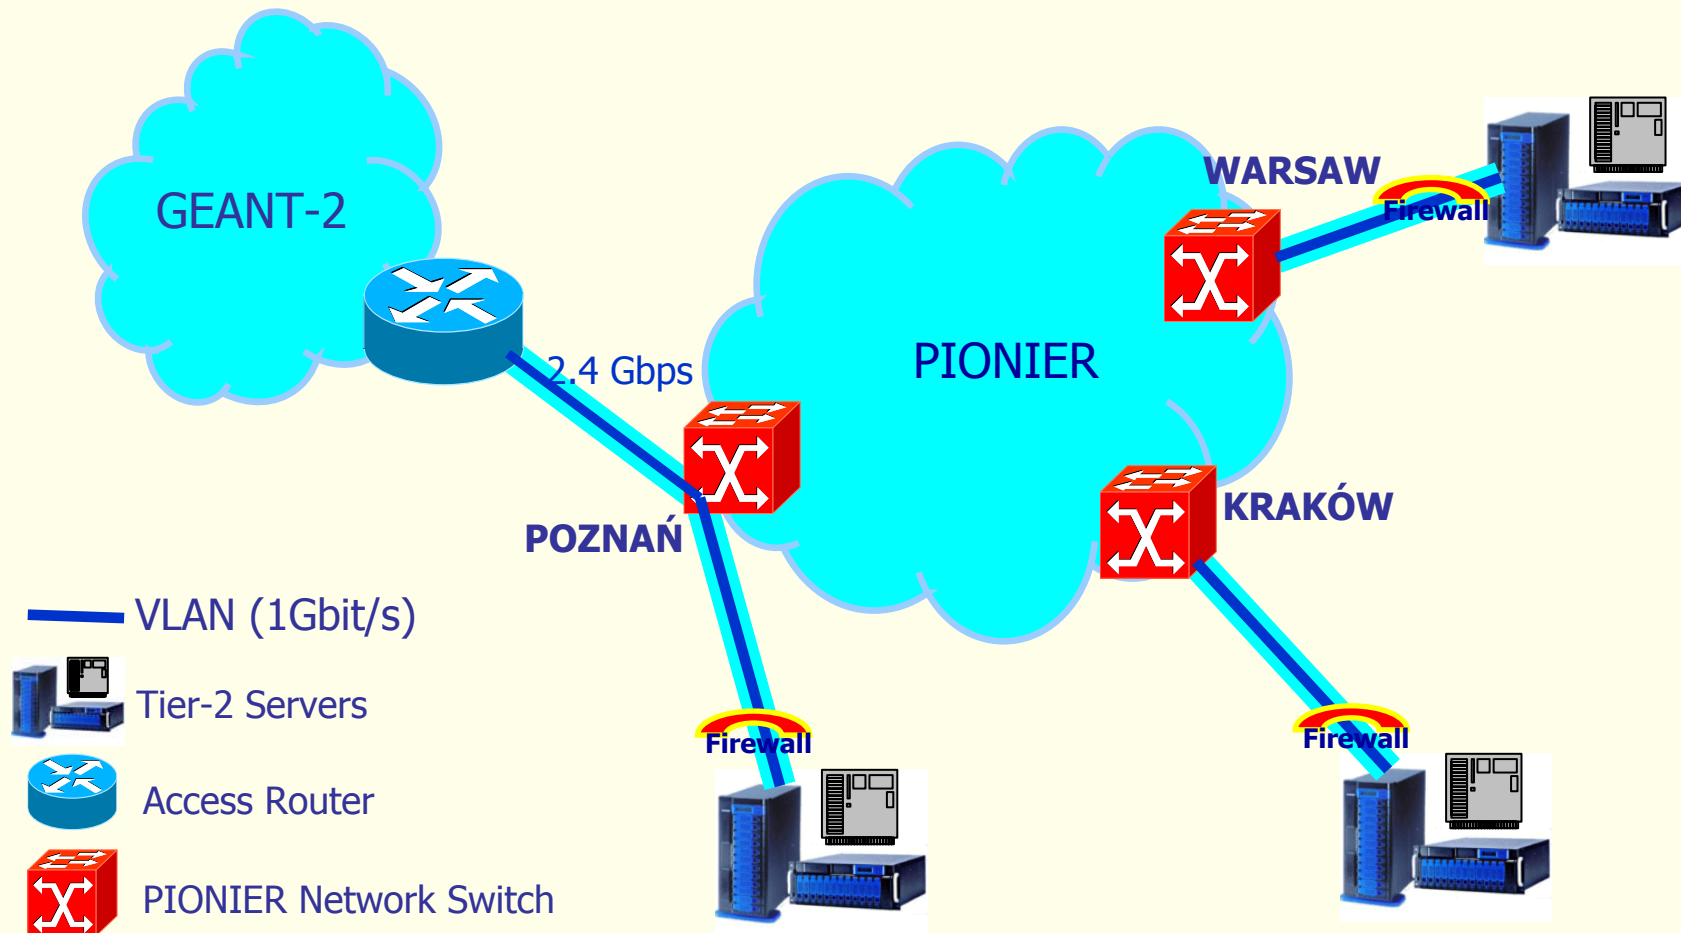 GEANT-2
WARSAW
Firewall
2.4 Gbps
PIONIER
POZNAŃ
KRAKÓW
VLAN (1Gbit/s)
Tier-2 Servers
Firewall
Firewall
Access Router
PIONIER Network Switch